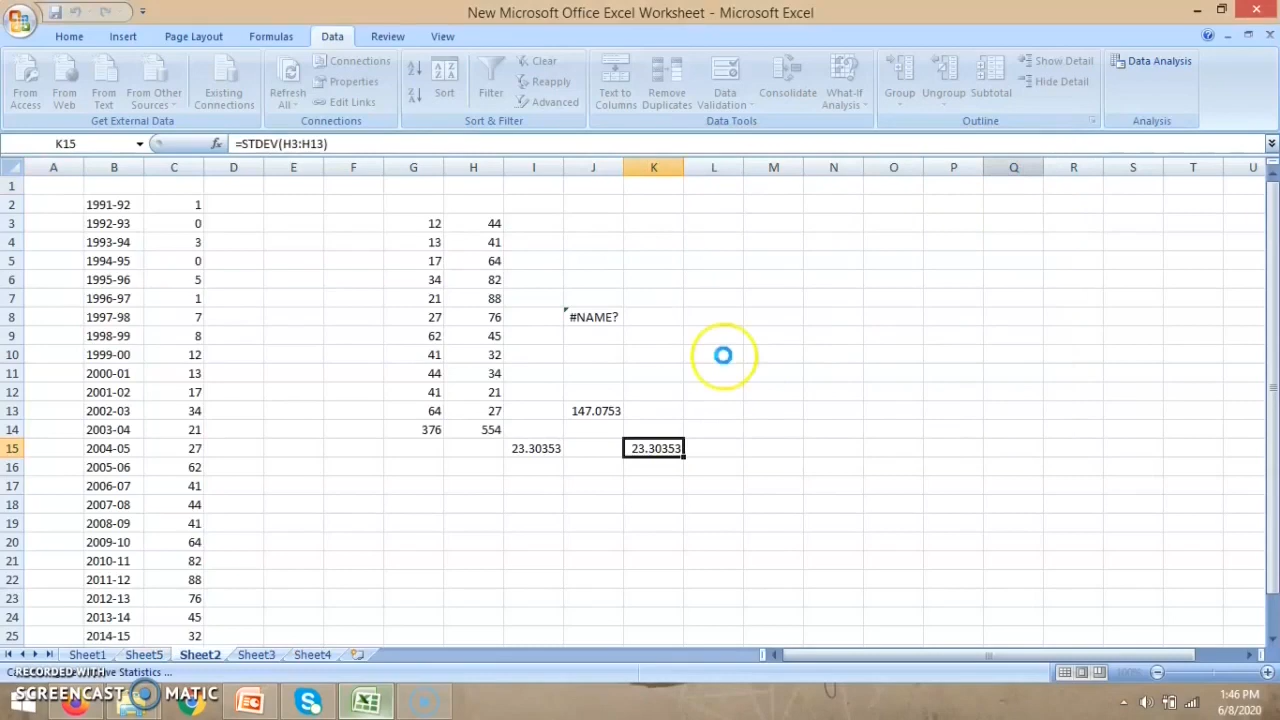 New Microsoft Office Excel Worksheet - Microsoft Excel
Home Insert Page Layout Formulas Data Review View
From Access From Web From Text From Other Sources Existing Connections
Get External Data
Refresh All Connections Properties Edit Links
Connections
Sort Filter Clear Reapply Advanced
Sort & Filter
Text to Columns Remove Duplicates Data Validation Consolidate What-If Analysis
Data Tools
Group Ungroup Subtotal Show Detail Hide Detail
Outline
Data Analysis
Analysis
K15 fx =STDEV(H3:H13)
A B C D E F G H I J K L M N O P Q R S T U
1
2 1991-92 1
3 1992-93 0 12 44
4 1993-94 3 13 41
5 1994-95 0 17 64
6 1995-96 5 34 82
7 1996-97 1 21 88
8 1997-98 7 27 76 #NAME?
9 1998-99 8 62 45
10 1999-00 12 41 32
11 2000-01 13 44 34
12 2001-02 17 41 21
13 2002-03 34 64 27 147.0753
14 2003-04 21 376 554
15 2004-05 27 23.30353 23.30353
16 2005-06 62
17 2006-07 41
18 2007-08 44
19 2008-09 41
20 2009-10 64
21 2010-11 82
22 2011-12 88
23 2012-13 76
24 2013-14 45
25 2014-15 32
Sheet1 Sheet5 Sheet2 Sheet3 Sheet4
RECORDED WITH
Statistics ...
100%
SCREENCAST MATIC
1:46 PM
6/8/2020